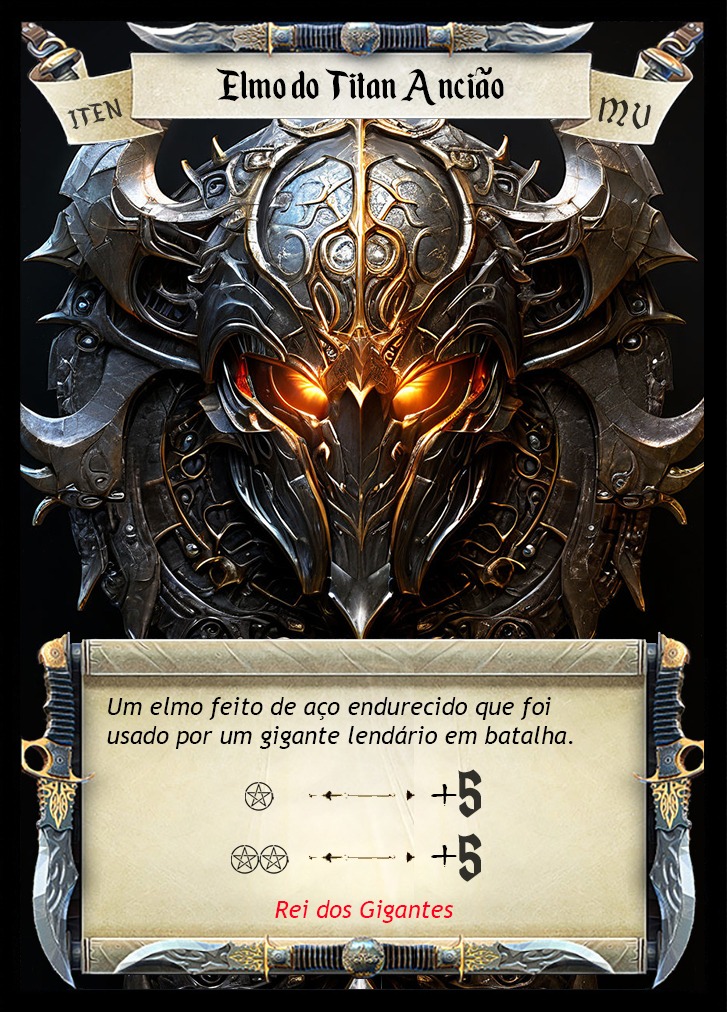 Elmo do Titan Ancião
ITEN
MU
Um elmo feito de aço endurecido que foi
usado por um gigante lendário em batalha.
+5
+5
Rei dos Gigantes